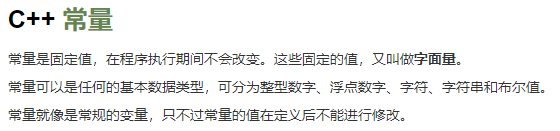 C++ 常量
常量是固定值，在程序执行期间不会改变。这些固定的值，又叫做字面量。
常量可以是任何的基本数据类型，可分为整型数字、浮点数字、字符、字符串和布尔值。
常量就像是常规的变量，只不过常量的值在定义后不能进行修改。